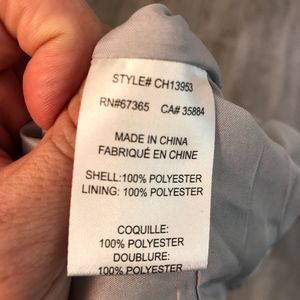 STYLE# CH13953
RN#67365 CA# 35884
MADE IN CHINA
FABRIQUÉ EN CHINE
SHELL:100% POLYESTER
LINING: 100% POLYESTER
COQUILLE:
100% POLYESTER
DOUBLURE:
100% POLYESTER